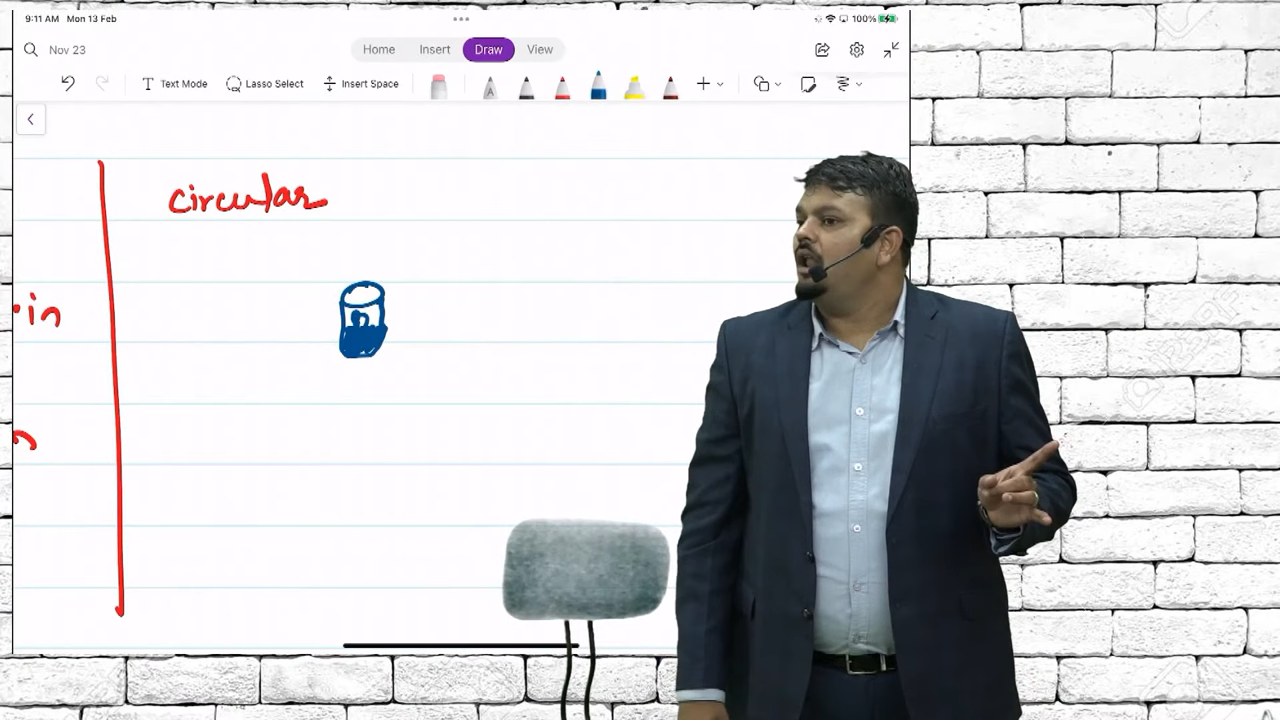 9:11 AM Mon 13 Feb
100%
Nov 23
Home Insert Draw View
Text Mode Lasso Select Insert Space
circular
in
n